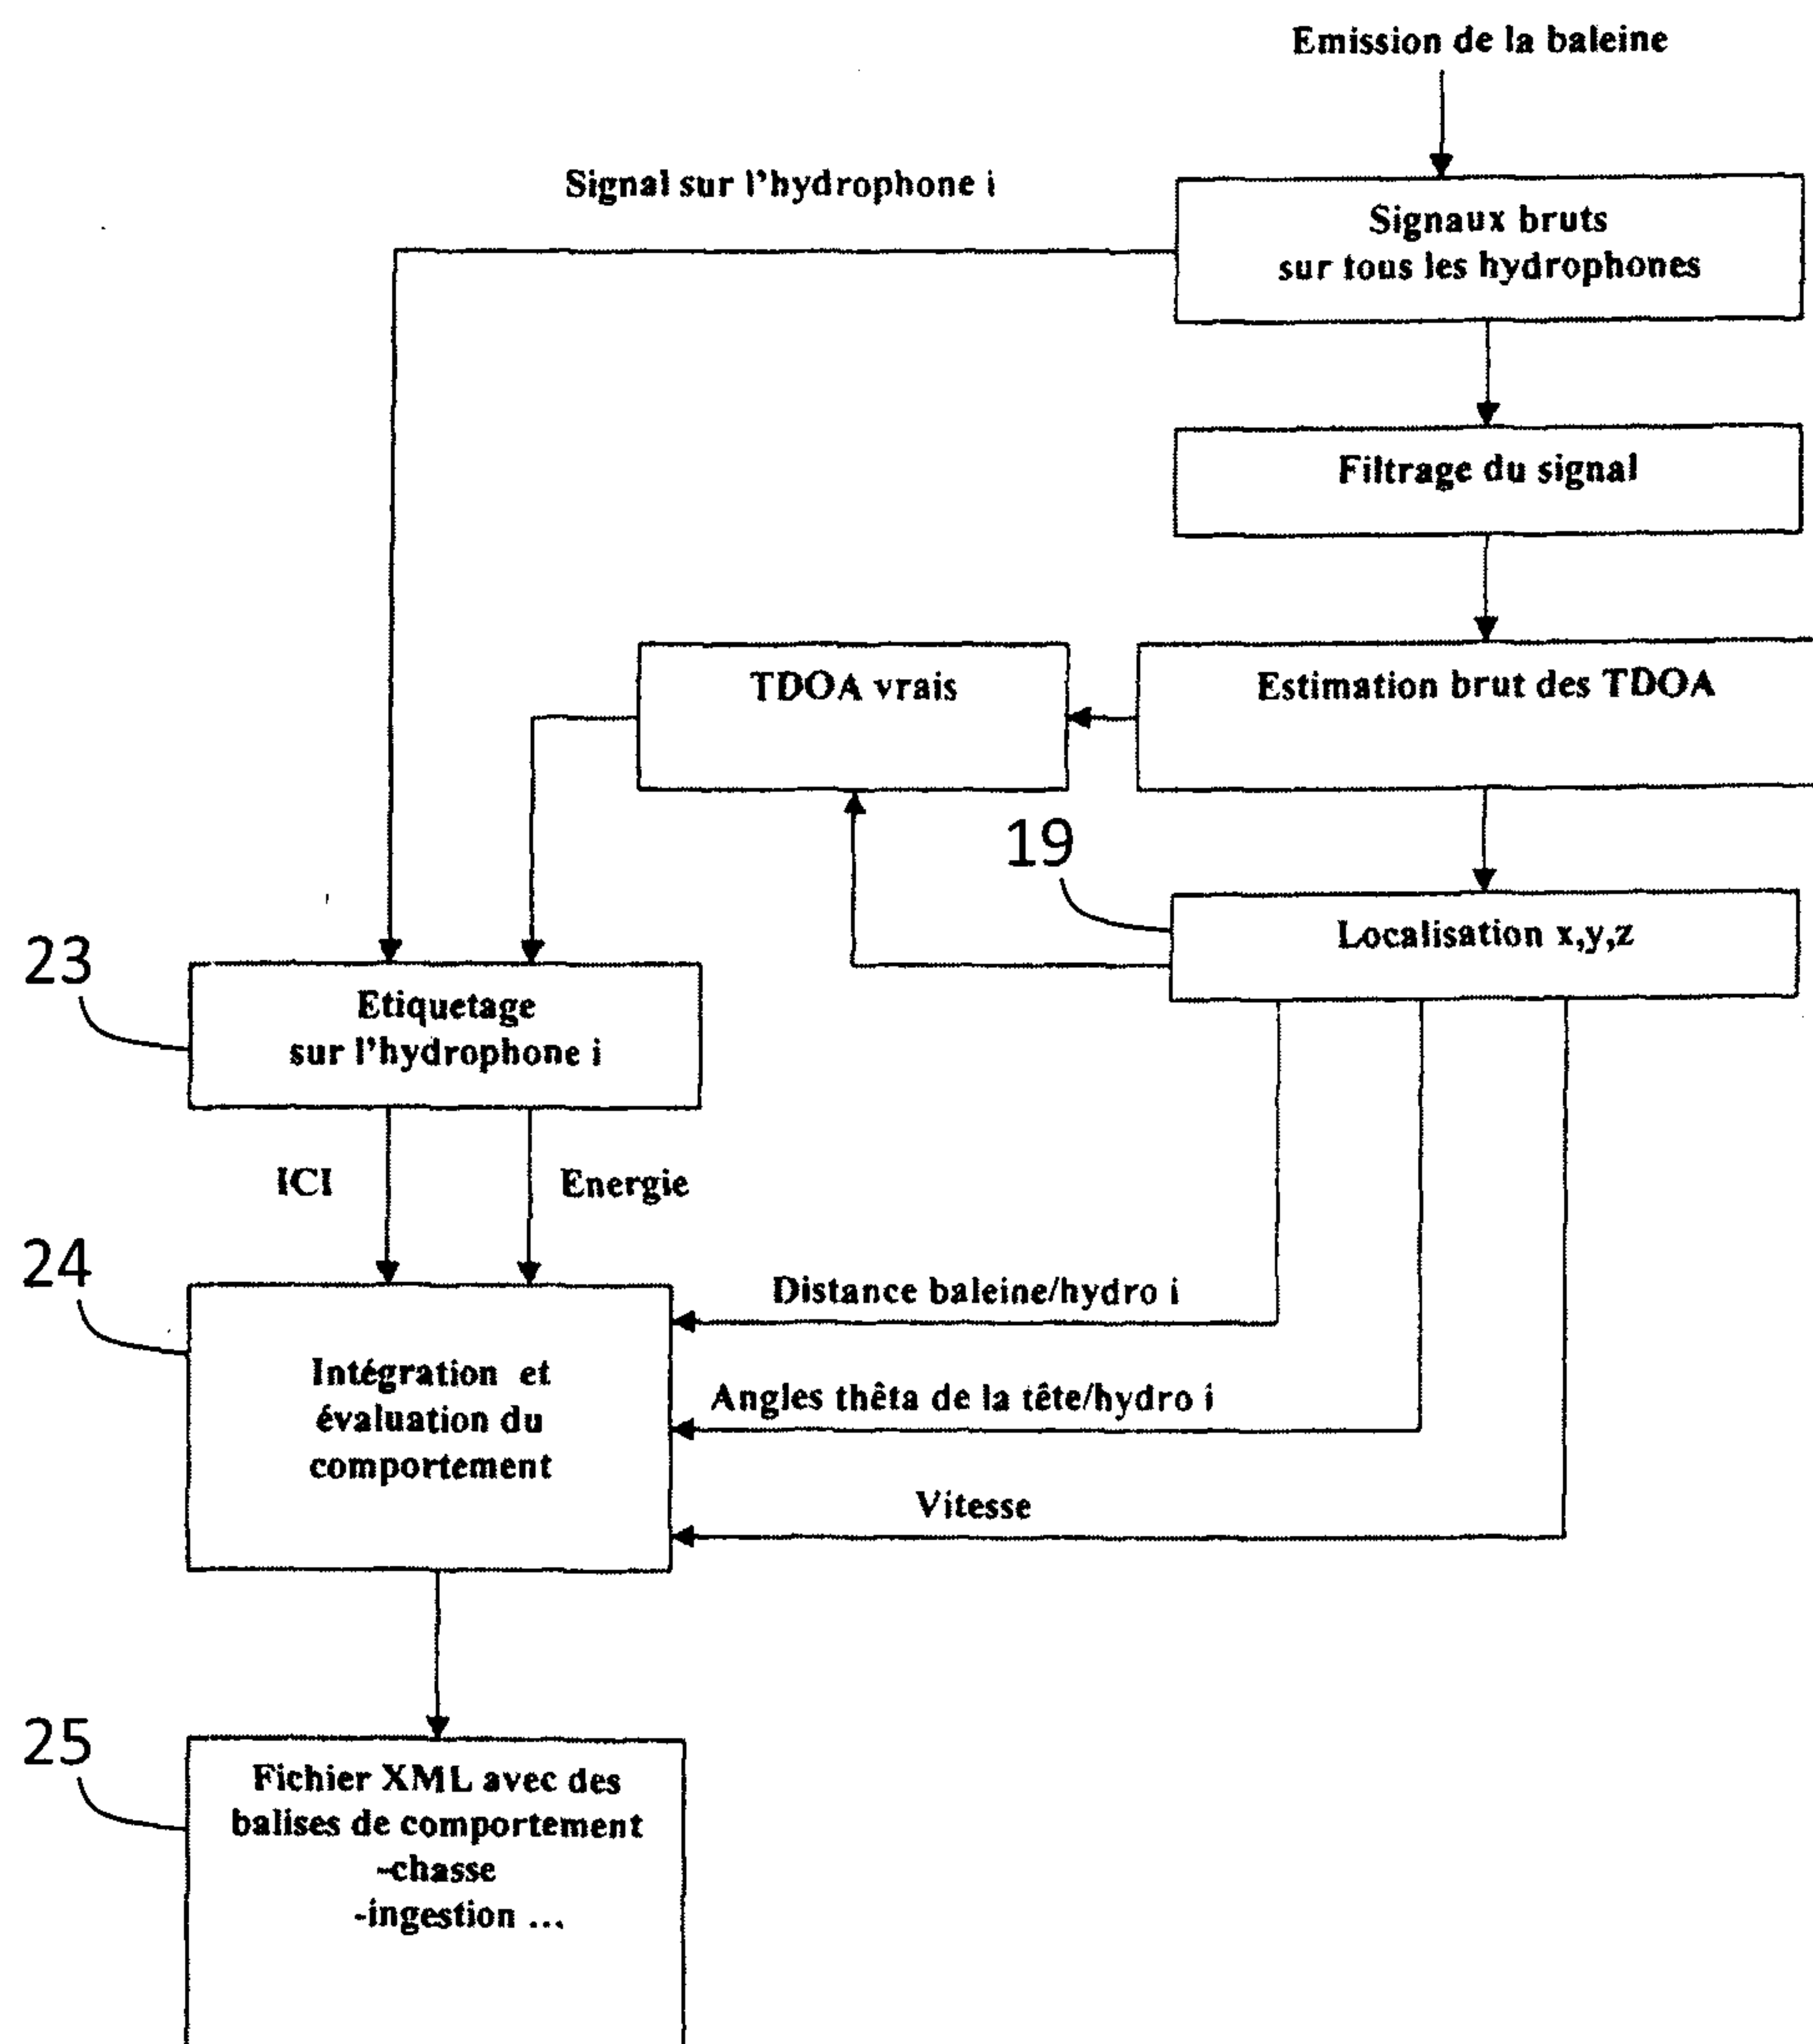 Emission de la baleine
Signal sur l'hydrophone i
Signaux bruts
sur tous les hydrophones
Filtrage du signal
TDOA vrais
Estimation brut des TDOA
19
Localisation x,y,z
23
Etiquetage
sur l'hydrophone i
ICI
Energie
24
Distance baleine/hydro i
Intégration et
évaluation du
comportement
Angles thêta de la tête/hydro i
Vitesse
25
Fichier XML avec des
balises de comportement
-chasse
-ingestion ...